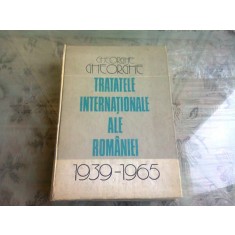 GHEORGHE
GHEORGHE
TRATATELE
INTERNAȚIONALE
ALE
ROMÂNIEI
1939-1965